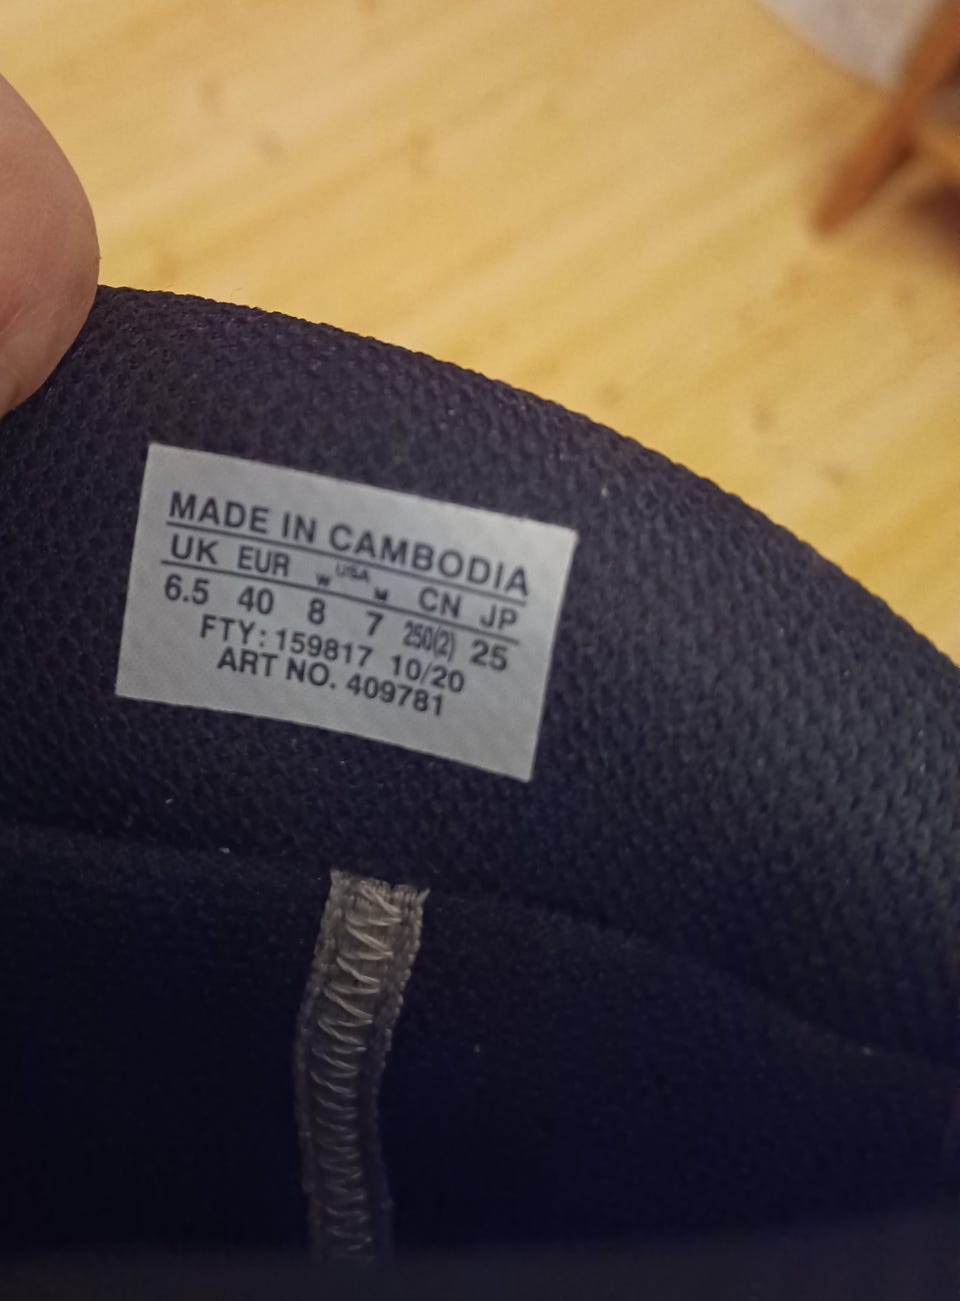 MADE IN CAMBODIA
UK EUR W USA M CN JP
6.5 40 8 7 250(2) 25
FTY: 159817 10/20
ART NO. 409781